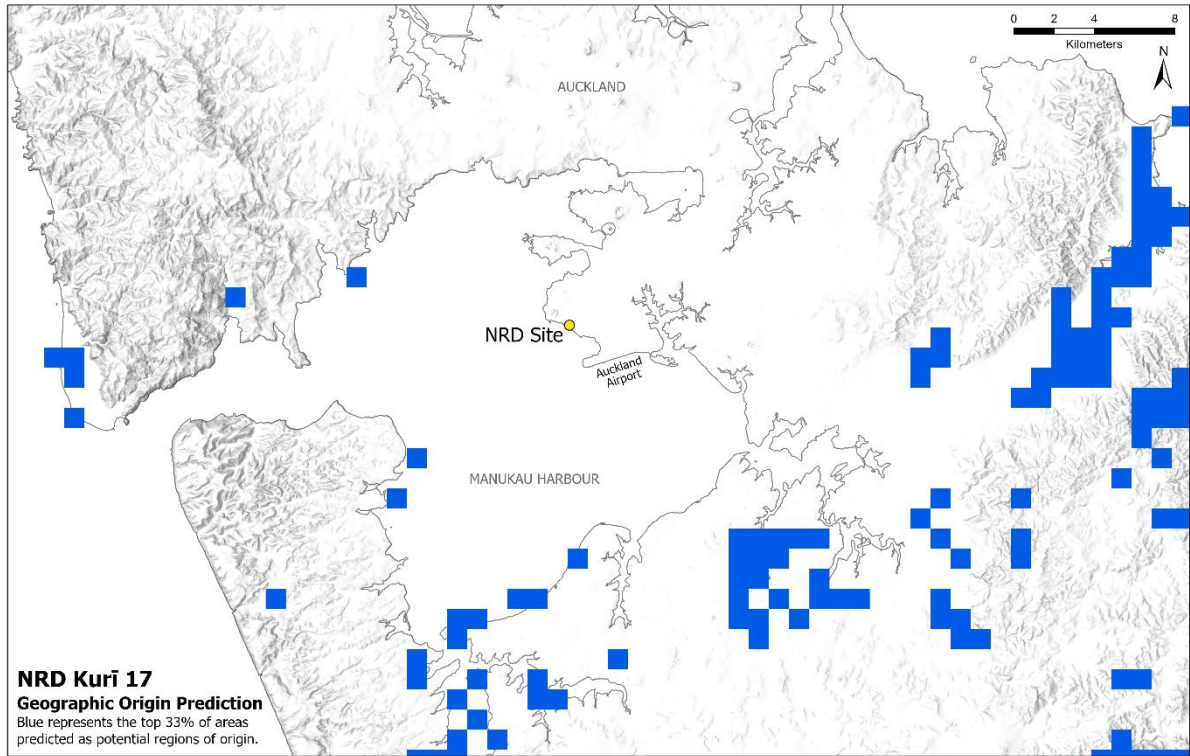 0 2 4 8
Kilometers
N
AUCKLAND
NRD Site
Auckland
Airport
MANUKAU HARBOUR
NRD Kurī 17
Geographic Origin Prediction
Blue represents the top 33% of areas
predicted as potential regions of origin.